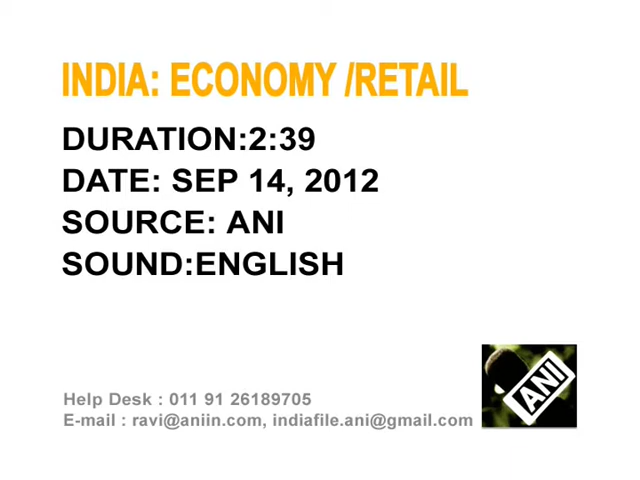 INDIA: ECONOMY /RETAIL
DURATION:2:39
DATE: SEP 14, 2012
SOURCE: ANI
SOUND:ENGLISH
Help Desk : 011 91 26189705
E-mail : ravi@aniin.com, indiafile.ani@gmail.com
ANI